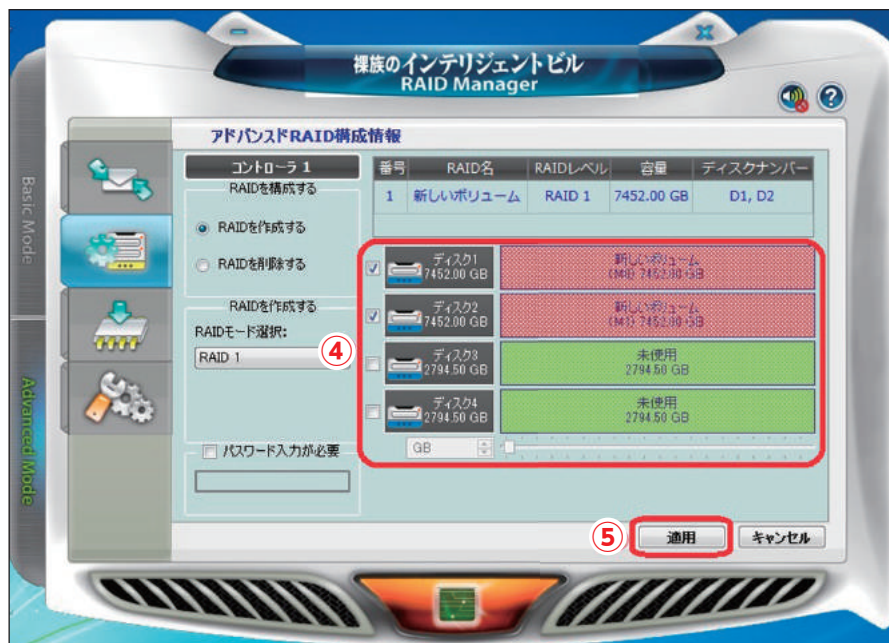 裸族のインテリジェントビル
RAID Manager
アドバンスドRAID構成情報
Basic Mode
Advanced Mode
コントローラ 1
RAIDを構成する
RAIDを作成する
RAIDを削除する
RAIDを作成する
RAIDモード選択:
RAID 1
パスワード入力が必要
番号 RAID名 RAIDレベル 容量 ディスクナンバー
1 新しいボリューム RAID 1 7452.00 GB D1, D2
④
ディスク1
7452.00 GB
新しいボリューム
(M0) 7452.00 GB
ディスク2
7452.00 GB
新しいボリューム
(M1) 7452.00 GB
ディスク3
2794.50 GB
未使用
2794.50 GB
ディスク4
2794.50 GB
未使用
2794.50 GB
GB
⑤
適用
キャンセル